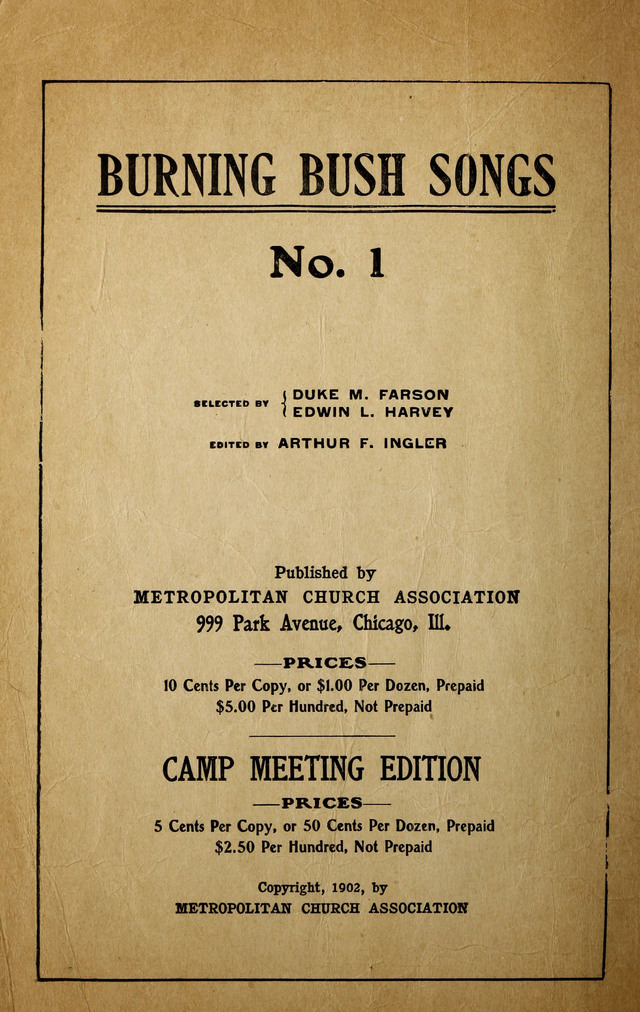 BURNING BUSH SONGS
No. 1
SELECTED BY { DUKE M. FARSON
EDWIN L. HARVEY
EDITED BY ARTHUR F. INGLER
Published by
METROPOLITAN CHURCH ASSOCIATION
999 Park Avenue, Chicago, Ill.
—PRICES—
10 Cents Per Copy, or $1.00 Per Dozen, Prepaid
$5.00 Per Hundred, Not Prepaid
CAMP MEETING EDITION
—PRICES—
5 Cents Per Copy, or 50 Cents Per Dozen, Prepaid
$2.50 Per Hundred, Not Prepaid
Copyright, 1902, by
METROPOLITAN CHURCH ASSOCIATION